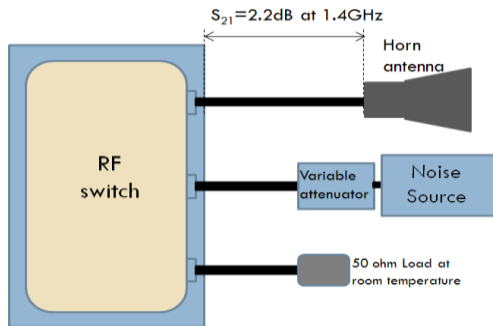 S21=2.2dB at 1.4GHz
Horn
antenna
RF
switch
Variable
attenuator
Noise
Source
50 ohm Load at
room temperature